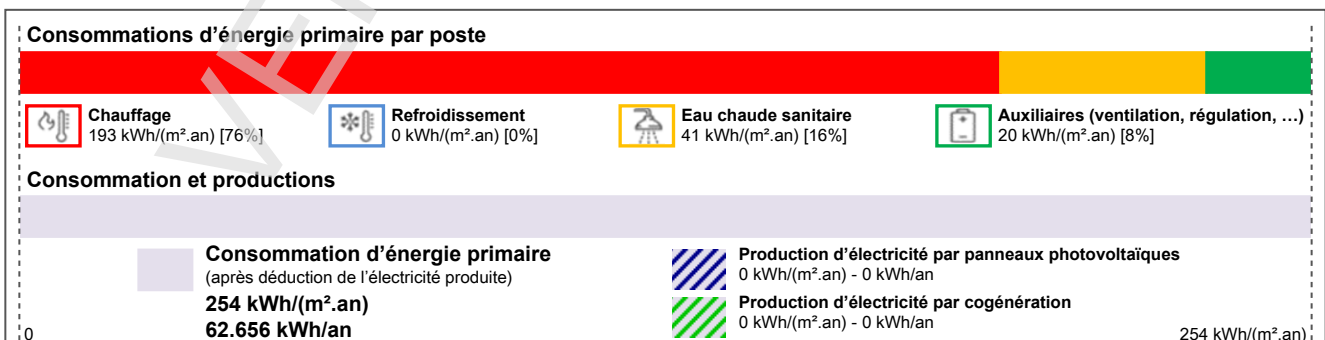 Consommations d'énergie primaire par poste
Chauffage
193 kWh/(m².an) [76%]
Refroidissement
0 kWh/(m².an) [0%]
Eau chaude sanitaire
41 kWh/(m².an) [16%]
Auxiliaires (ventilation, régulation, …)
20 kWh/(m².an) [8%]
Consommation et productions
Consommation d'énergie primaire
(après déduction de l'électricité produite)
254 kWh/(m².an)
62.656 kWh/an
Production d'électricité par panneaux photovoltaïques
0 kWh/(m².an) - 0 kWh/an
Production d'électricité par cogénération
0 kWh/(m².an) - 0 kWh/an
0
254 kWh/(m².an)